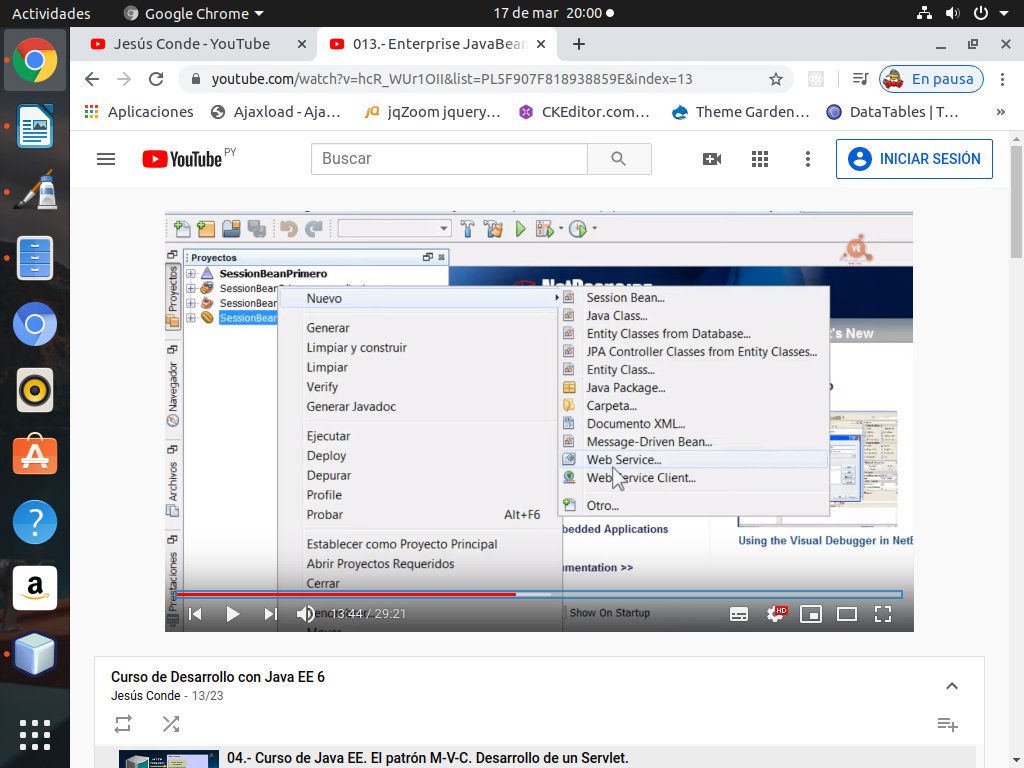 Actividades Google Chrome 17 de mar 20:00
Jesús Conde - YouTube 013.- Enterprise JavaBean
youtube.com/watch?v=hcR_WUr1OII&list=PL5F907F818938859E&index=13 En pausa
Aplicaciones Ajaxload - Aja... jqZoom jquery... CKEditor.com... Theme Garden... DataTables | T... »
YouTube PY Buscar INICIAR SESIÓN
Proyectos
SessionBeanPrimero
SessionBean
SessionBean
SessionBean
Proyectos
Navegador
Archivos
Prestaciones
Nuevo
Generar
Limpiar y construir
Limpiar
Verify
Generar Javadoc
Ejecutar
Deploy
Depurar
Profile
Probar Alt+F6
Establecer como Proyecto Principal
Abrir Proyectos Requeridos
Cerrar
Session Bean...
Java Class...
Entity Classes from Database...
JPA Controller Classes from Entity Classes...
Entity Class...
Java Package...
Carpeta...
Documento XML...
Message-Driven Bean...
Web Service...
Web Service Client...
Otro...
's New
bedded Applications
Using the Visual Debugger in NetB
mentation >>
Show On Startup
13:44 / 29:21 HD
Curso de Desarrollo con Java EE 6
Jesús Conde - 13/23
04.- Curso de Java EE. El patrón M-V-C. Desarrollo de un Servlet.